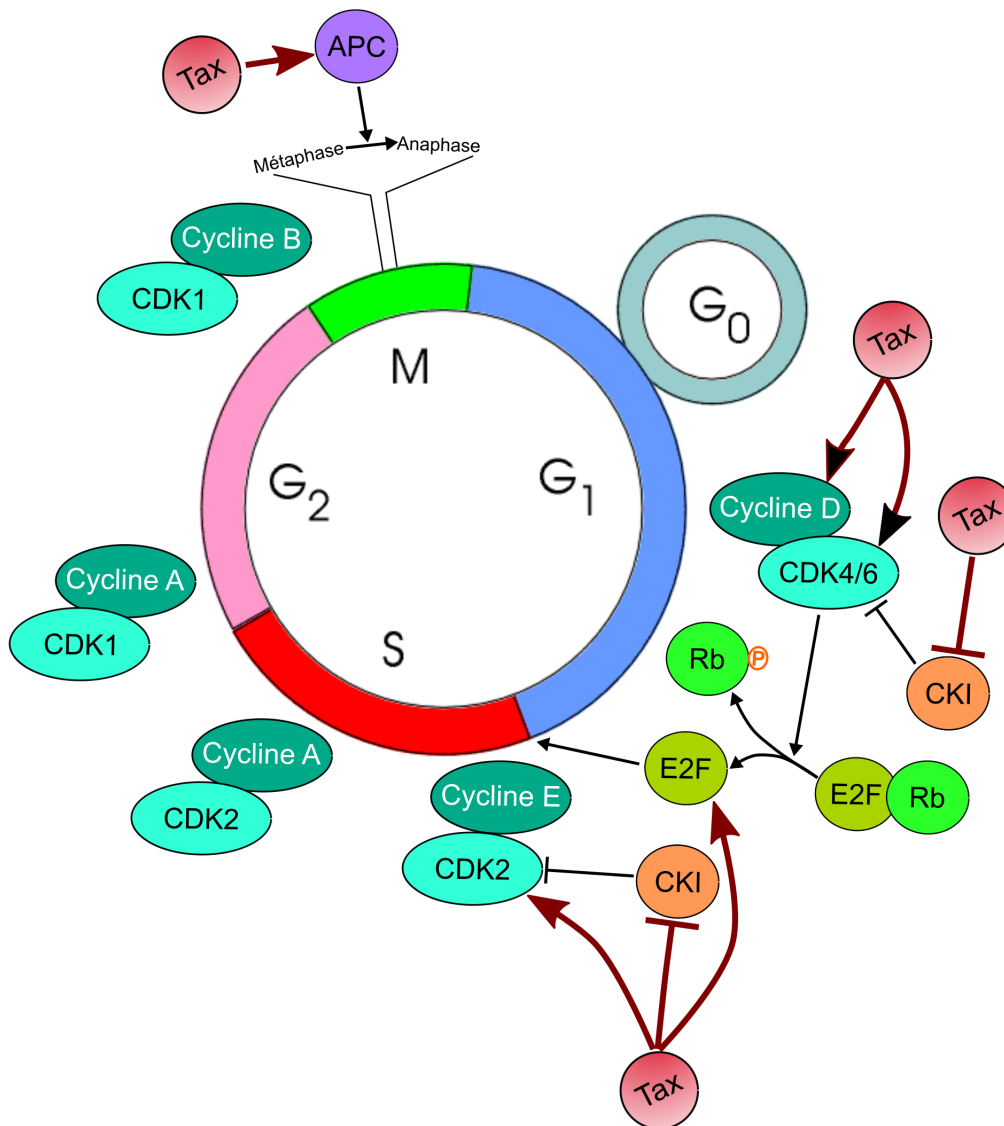 Tax
APC
Métaphase
Anaphase
Cycline B
CDK1
G0
M
Tax
G2
G1
Cycline D
Tax
CDK4/6
Cycline A
CDK1
S
Rb
P
CKI
Cycline A
CDK2
E2F
Cycline E
E2F
Rb
CDK2
CKI
Tax